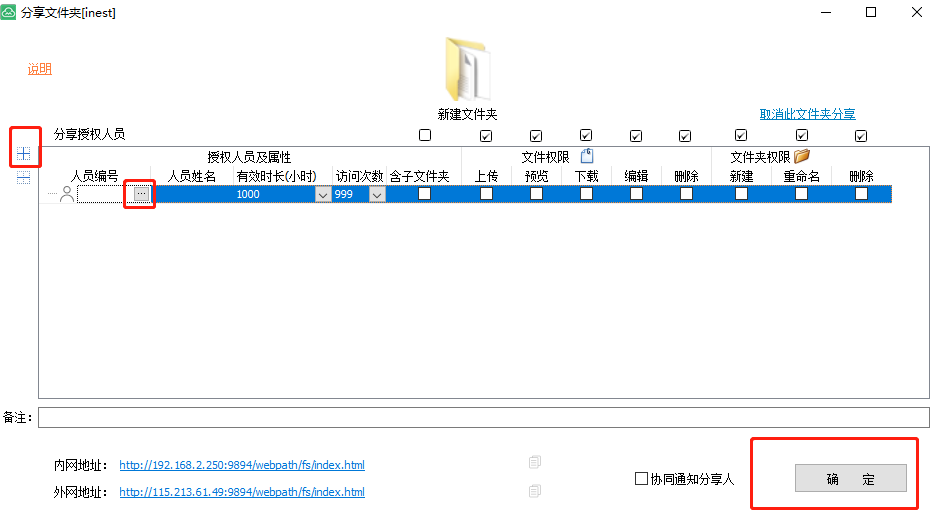 分享文件夹[inest]
说明
新建文件夹
取消此文件夹分享
分享授权人员
授权人员及属性 文件权限 文件夹权限
人员编号 人员姓名 有效时长(小时) 访问次数 含子文件夹 上传 预览 下载 编辑 删除 新建 重命名 删除
1000 999
备注：
内网地址： http://192.168.2.250:9894/webpath/fs/index.html
外网地址： http://115.213.61.49:9894/webpath/fs/index.html
协同通知分享人
确 定